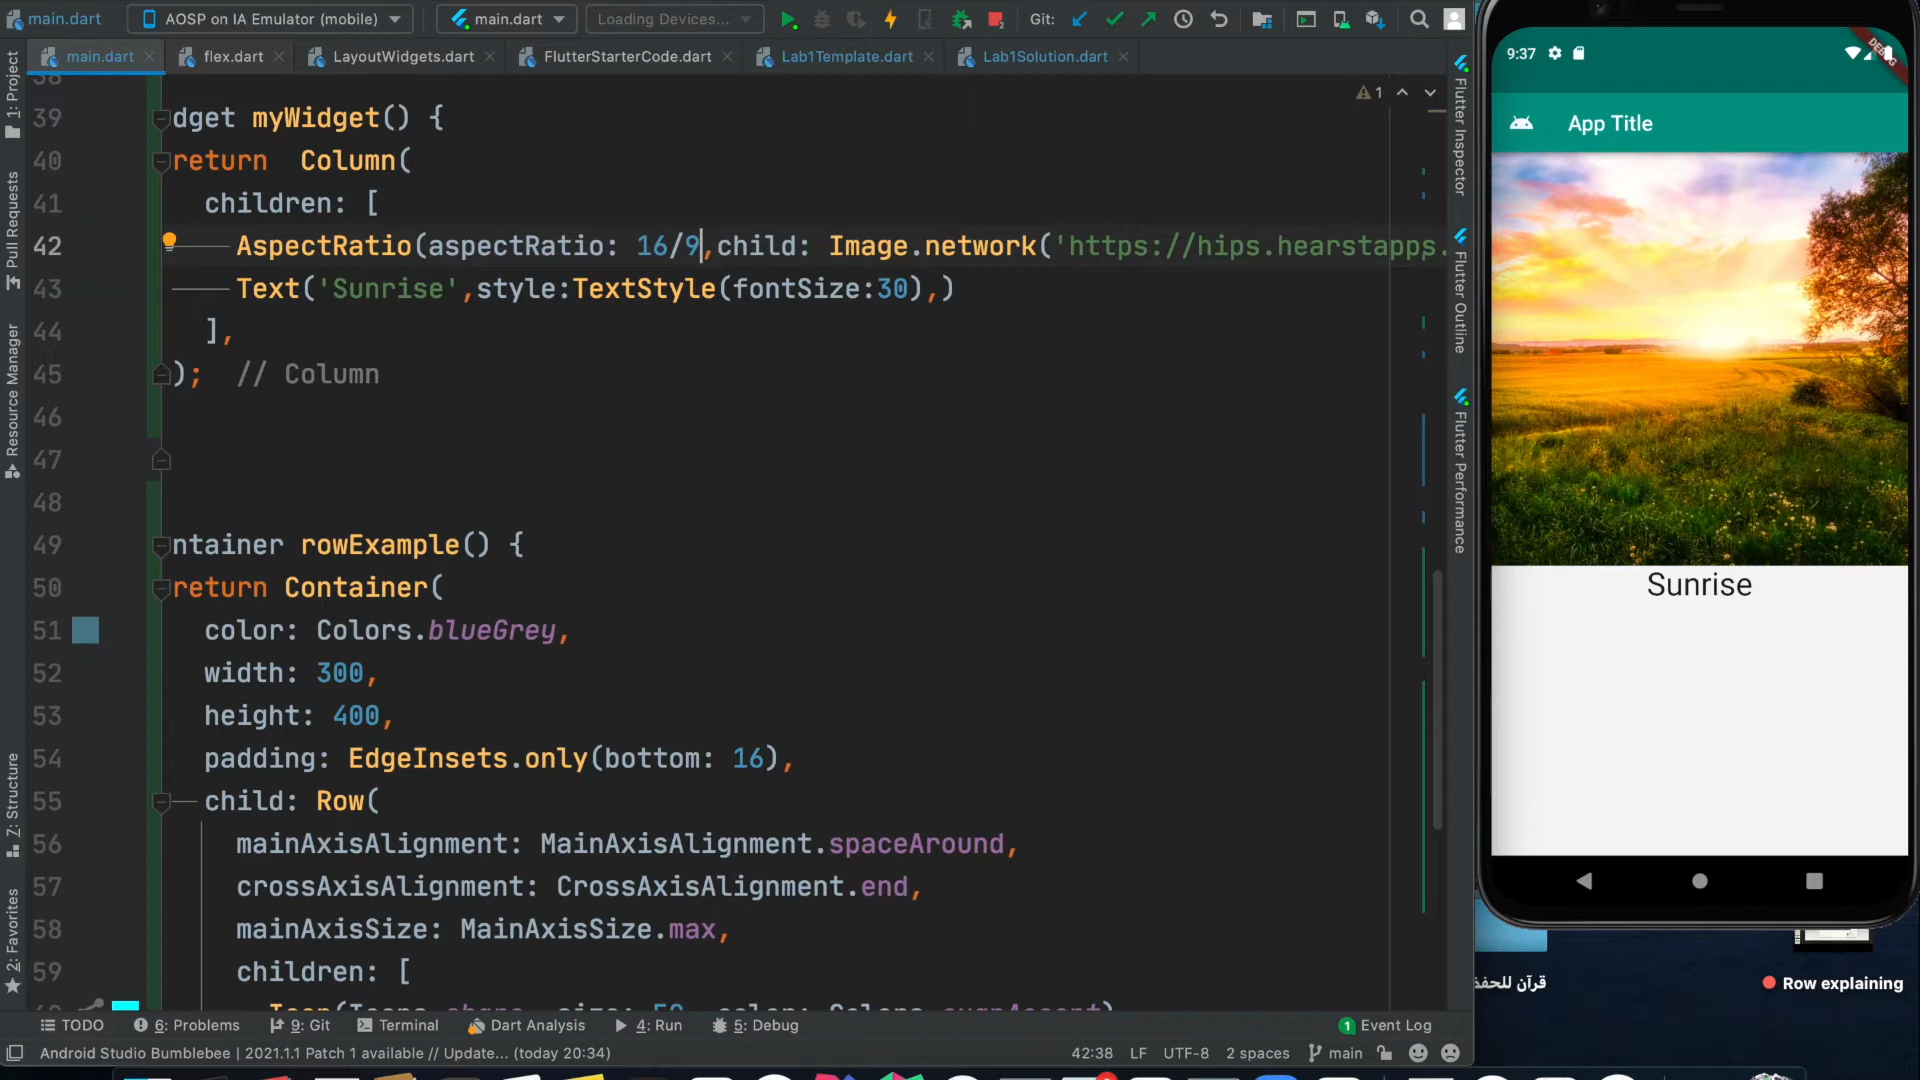 main.dart
AOSP on IA Emulator (mobile)
main.dart
Loading Devices...
Git:
main.dart
flex.dart
LayoutWidgets.dart
FlutterStarterCode.dart
Lab1Template.dart
Lab1Solution.dart
1: Project
Pull Requests
Resource Manager
7: Structure
2: Favorites
38
39 dget myWidget() {
40 return Column(
41 children: [
42 AspectRatio(aspectRatio: 16/9,child: Image.network('https://hips.hearstapps.
43 Text('Sunrise',style:TextStyle(fontSize:30),)
44 ],
45 ); // Column
46
47
48
49 ntainer rowExample() {
50 return Container(
51 color: Colors.blueGrey,
52 width: 300,
53 height: 400,
54 padding: EdgeInsets.only(bottom: 16),
55 child: Row(
56 mainAxisAlignment: MainAxisAlignment.spaceAround,
57 crossAxisAlignment: CrossAxisAlignment.end,
58 mainAxisSize: MainAxisSize.max,
59 children: [
1
Flutter Inspector
Flutter Outline
Flutter Performance
9:37
DEBUG
App Title
Sunrise
قرآن للحفظ
Row explaining
TODO
6: Problems
9: Git
Terminal
Dart Analysis
4: Run
5: Debug
1 Event Log
Android Studio Bumblebee | 2021.1.1 Patch 1 available // Update... (today 20:34)
42:38
LF
UTF-8
2 spaces
main